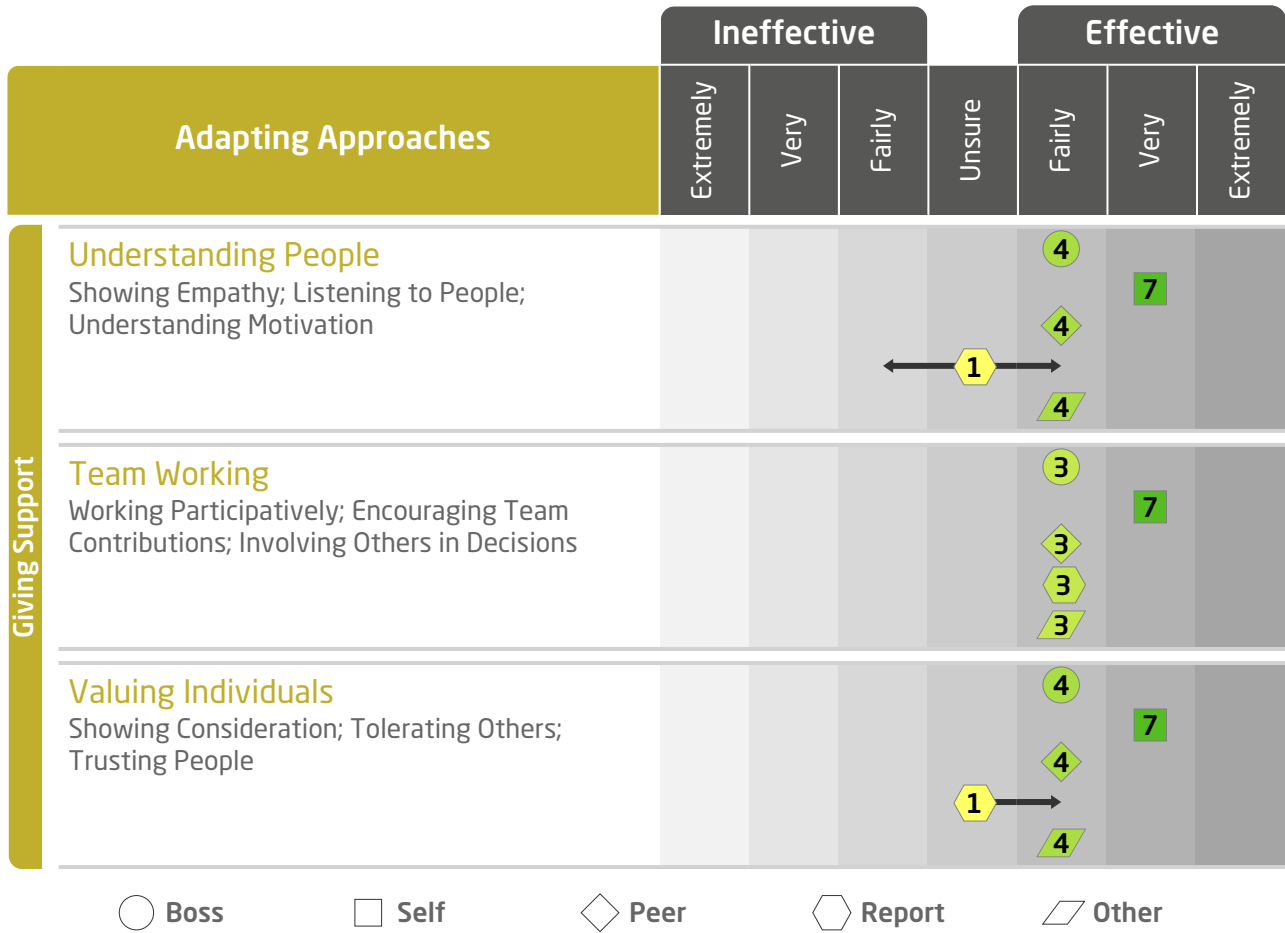 Ineffective
Effective
Adapting Approaches
Extremely
Very
Fairly
Unsure
Fairly
Very
Extremely
Giving Support
Understanding People
Showing Empathy; Listening to People;
Understanding Motivation
4
7
4
1
4
Team Working
Working Participatively; Encouraging Team
Contributions; Involving Others in Decisions
3
7
3
3
3
Valuing Individuals
Showing Consideration; Tolerating Others;
Trusting People
4
7
4
1
4
Boss
Self
Peer
Report
Other